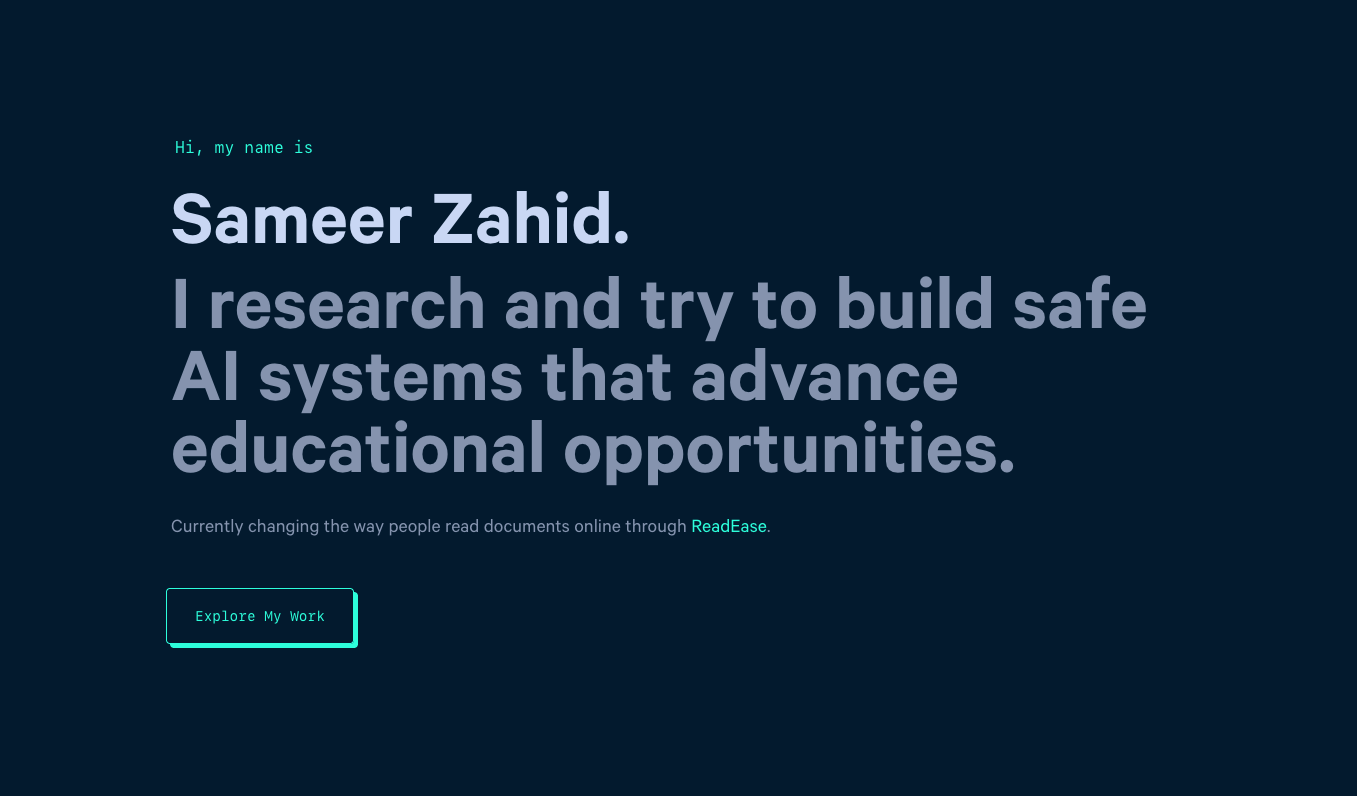 Hi, my name is
Sameer Zahid.
I research and try to build safe
AI systems that advance
educational opportunities.
Currently changing the way people read documents online through ReadEase.
Explore My Work